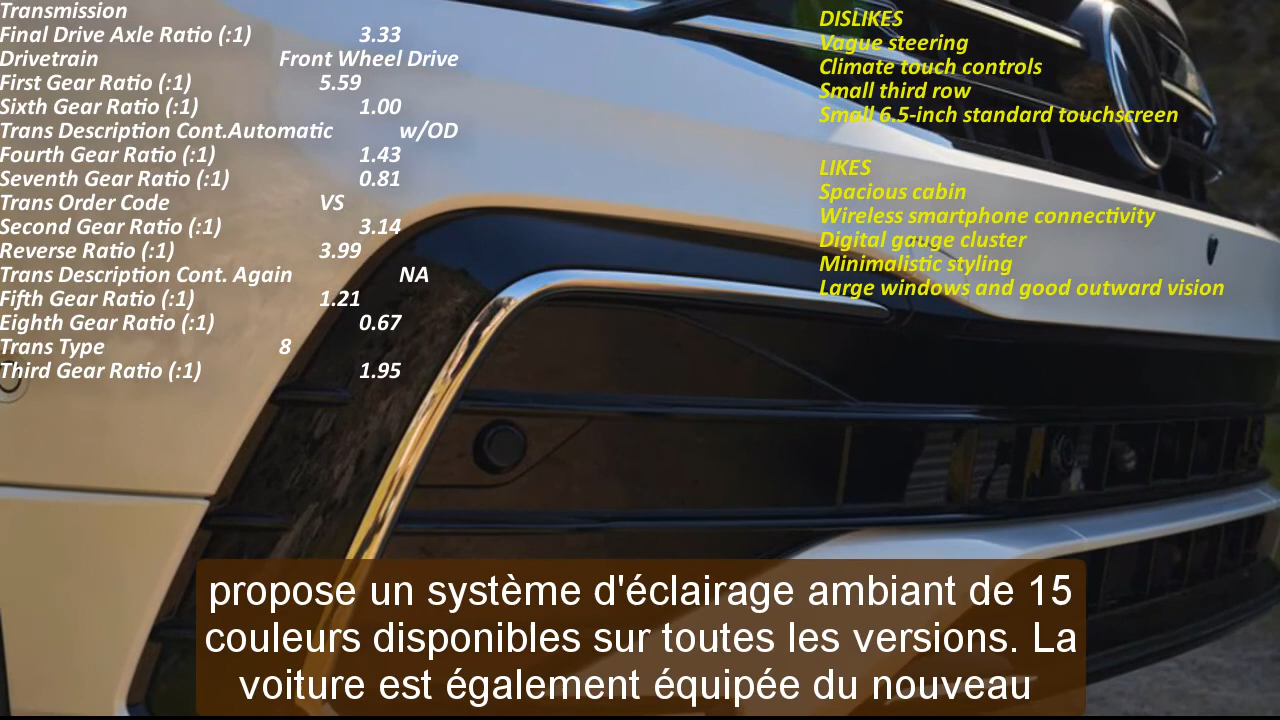 Transmission
Final Drive Axle Ratio (:1) 3.33
Drivetrain Front Wheel Drive
First Gear Ratio (:1) 5.59
Sixth Gear Ratio (:1) 1.00
Trans Description Cont.Automatic w/OD
Fourth Gear Ratio (:1) 1.43
Seventh Gear Ratio (:1) 0.81
Trans Order Code VS
Second Gear Ratio (:1) 3.14
Reverse Ratio (:1) 3.99
Trans Description Cont. Again NA
Fifth Gear Ratio (:1) 1.21
Eighth Gear Ratio (:1) 0.67
Trans Type 8
Third Gear Ratio (:1) 1.95
DISLIKES
Vague steering
Climate touch controls
Small third row
Small 6.5-inch standard touchscreen
LIKES
Spacious cabin
Wireless smartphone connectivity
Digital gauge cluster
Minimalistic styling
Large windows and good outward vision
propose un système d'éclairage ambiant de 15
couleurs disponibles sur toutes les versions. La
voiture est également équipée du nouveau